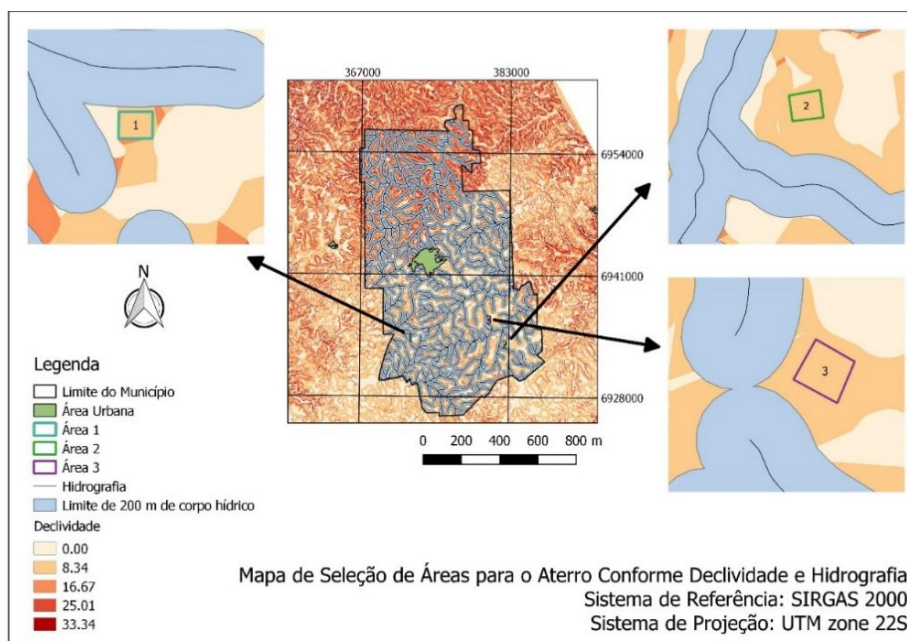 367000
383000
1
2
6954000
6941000
3
N
6928000
Legenda
Limite do Município
Área Urbana
Área 1
Área 2
Área 3
Hidrografia
Limite de 200 m de corpo hídrico
Declividade
0.00
8.34
16.67
25.01
33.34
0 200 400 600 800 m
Mapa de Seleção de Áreas para o Aterro Conforme Declividade e Hidrografia
Sistema de Referência: SIRGAS 2000
Sistema de Projeção: UTM zone 22S